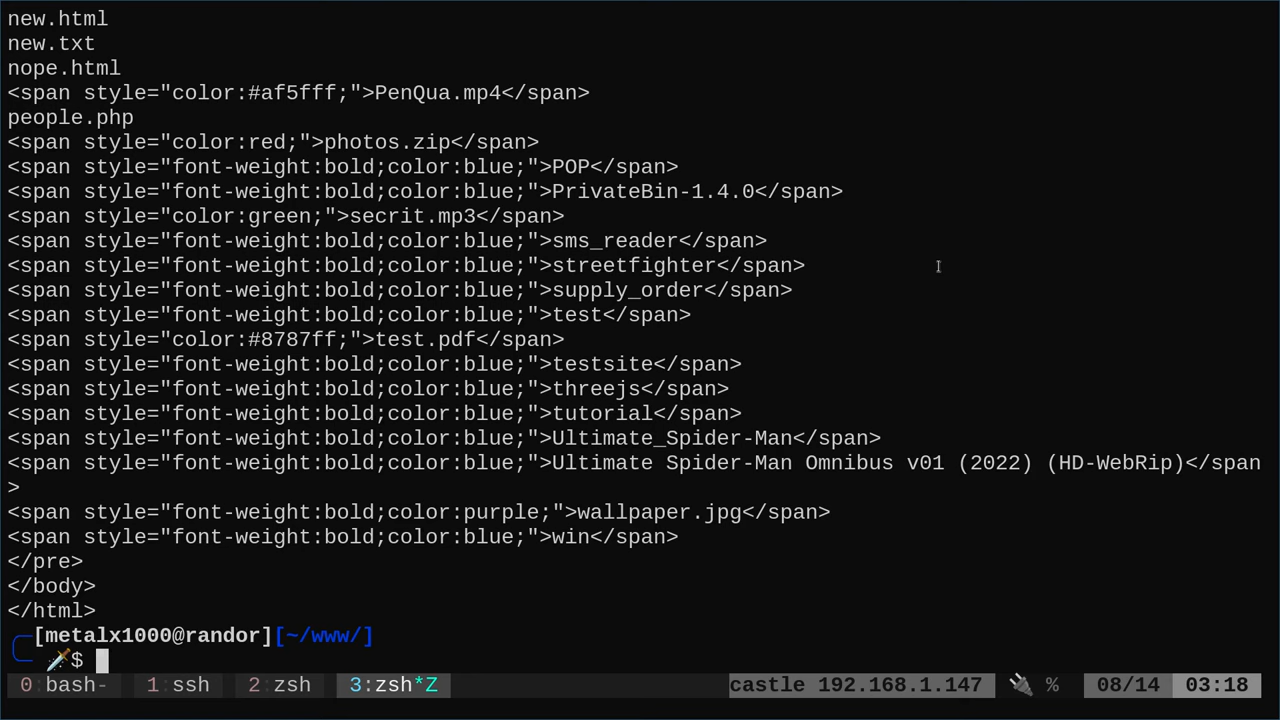 new.html
new.txt
nope.html
<span style="color:#af5fff;">PenQua.mp4</span>
people.php
<span style="color:red;">photos.zip</span>
<span style="font-weight:bold;color:blue;">POP</span>
<span style="font-weight:bold;color:blue;">PrivateBin-1.4.0</span>
<span style="color:green;">secrit.mp3</span>
<span style="font-weight:bold;color:blue;">sms_reader</span>
<span style="font-weight:bold;color:blue;">streetfighter</span>
<span style="font-weight:bold;color:blue;">supply_order</span>
<span style="font-weight:bold;color:blue;">test</span>
<span style="color:#8787ff;">test.pdf</span>
<span style="font-weight:bold;color:blue;">testsite</span>
<span style="font-weight:bold;color:blue;">threejs</span>
<span style="font-weight:bold;color:blue;">tutorial</span>
<span style="font-weight:bold;color:blue;">Ultimate_Spider-Man</span>
<span style="font-weight:bold;color:blue;">Ultimate Spider-Man Omnibus v01 (2022) (HD-WebRip)</span
>
<span style="font-weight:bold;color:purple;">wallpaper.jpg</span>
<span style="font-weight:bold;color:blue;">win</span>
</pre>
</body>
</html>
[metalx1000@randor][~/www/]
🗡️$
0:bash- 1:ssh 2:zsh 3:zsh*Z castle 192.168.1.147 🔌 % 08/14 03:18